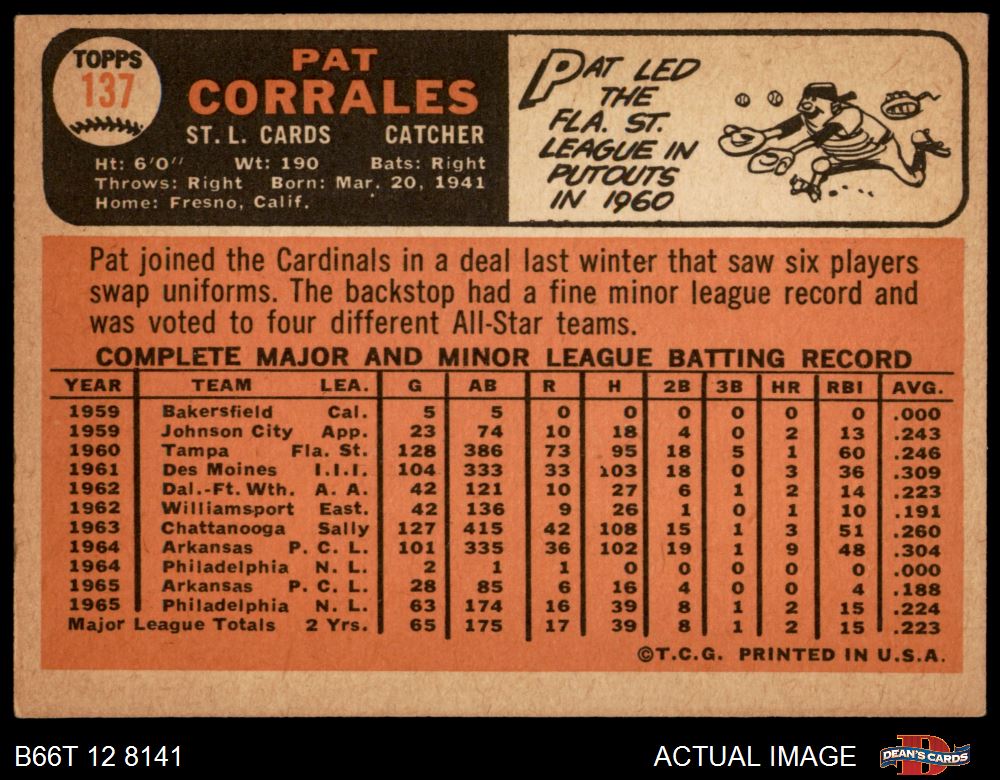 TOPPS
137
PAT
CORRALES
ST. L. CARDS CATCHER
Ht: 6'0" Wt: 190 Bats: Right
Throws: Right Born: Mar. 20, 1941
Home: Fresno, Calif.
PAT LED
THE
FLA. ST.
LEAGUE IN
PUTOUTS
IN 1960
Pat joined the Cardinals in a deal last winter that saw six players
swap uniforms. The backstop had a fine minor league record and
was voted to four different All-Star teams.
COMPLETE MAJOR AND MINOR LEAGUE BATTING RECORD
YEAR TEAM LEA. G AB R H 2B 3B HR RBI AVG.
1959 Bakersfield Cal. 5 5 0 0 0 0 0 0 .000
1959 Johnson City App. 23 74 10 18 4 0 2 13 .243
1960 Tampa Fla. St. 128 386 73 95 18 5 1 60 .246
1961 Des Moines I.I.I. 104 333 33 103 18 0 3 36 .309
1962 Dal.-Ft. Wth. A. A. 42 121 10 27 6 1 2 14 .223
1962 Williamsport East. 42 136 9 26 1 0 1 10 .191
1963 Chattanooga Sally 127 415 42 108 15 1 3 51 .260
1964 Arkansas P. C. L. 101 335 36 102 19 1 9 48 .304
1964 Philadelphia N. L. 2 1 1 0 0 0 0 0 .000
1965 Arkansas P. C. L. 28 85 6 16 4 0 0 4 .188
1965 Philadelphia N. L. 63 174 16 39 8 1 2 15 .224
Major League Totals 2 Yrs. 65 175 17 39 8 1 2 15 .223
©T.C.G. PRINTED IN U.S.A.
B66T 12 8141
ACTUAL IMAGE
DEAN'S CARDS